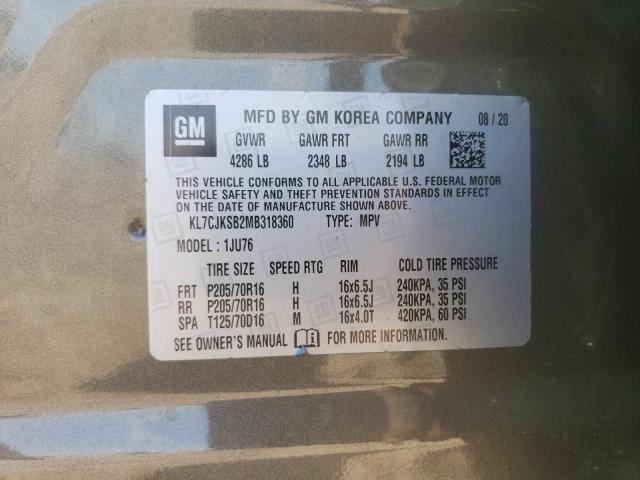 GM MFD BY GM KOREA COMPANY 08/20
GVWR GAWR FRT GAWR RR
4286 LB 2348 LB 2194 LB
THIS VEHICLE CONFORMS TO ALL APPLICABLE U.S. FEDERAL MOTOR
VEHICLE SAFETY AND THEFT PREVENTION STANDARDS IN EFFECT
ON THE DATE OF MANUFACTURE SHOWN ABOVE.
KL7CJKSB2MB318360 TYPE: MPV
MODEL: 1JU76
TIRE SIZE SPEED RTG RIM COLD TIRE PRESSURE
FRT P205/70R16 H 16x6.5J 240KPA, 35 PSI
RR P205/70R16 H 16x6.5J 240KPA, 35 PSI
SPA T125/70D16 M 16x4.0T 420KPA, 60 PSI
SEE OWNER'S MANUAL FOR MORE INFORMATION.